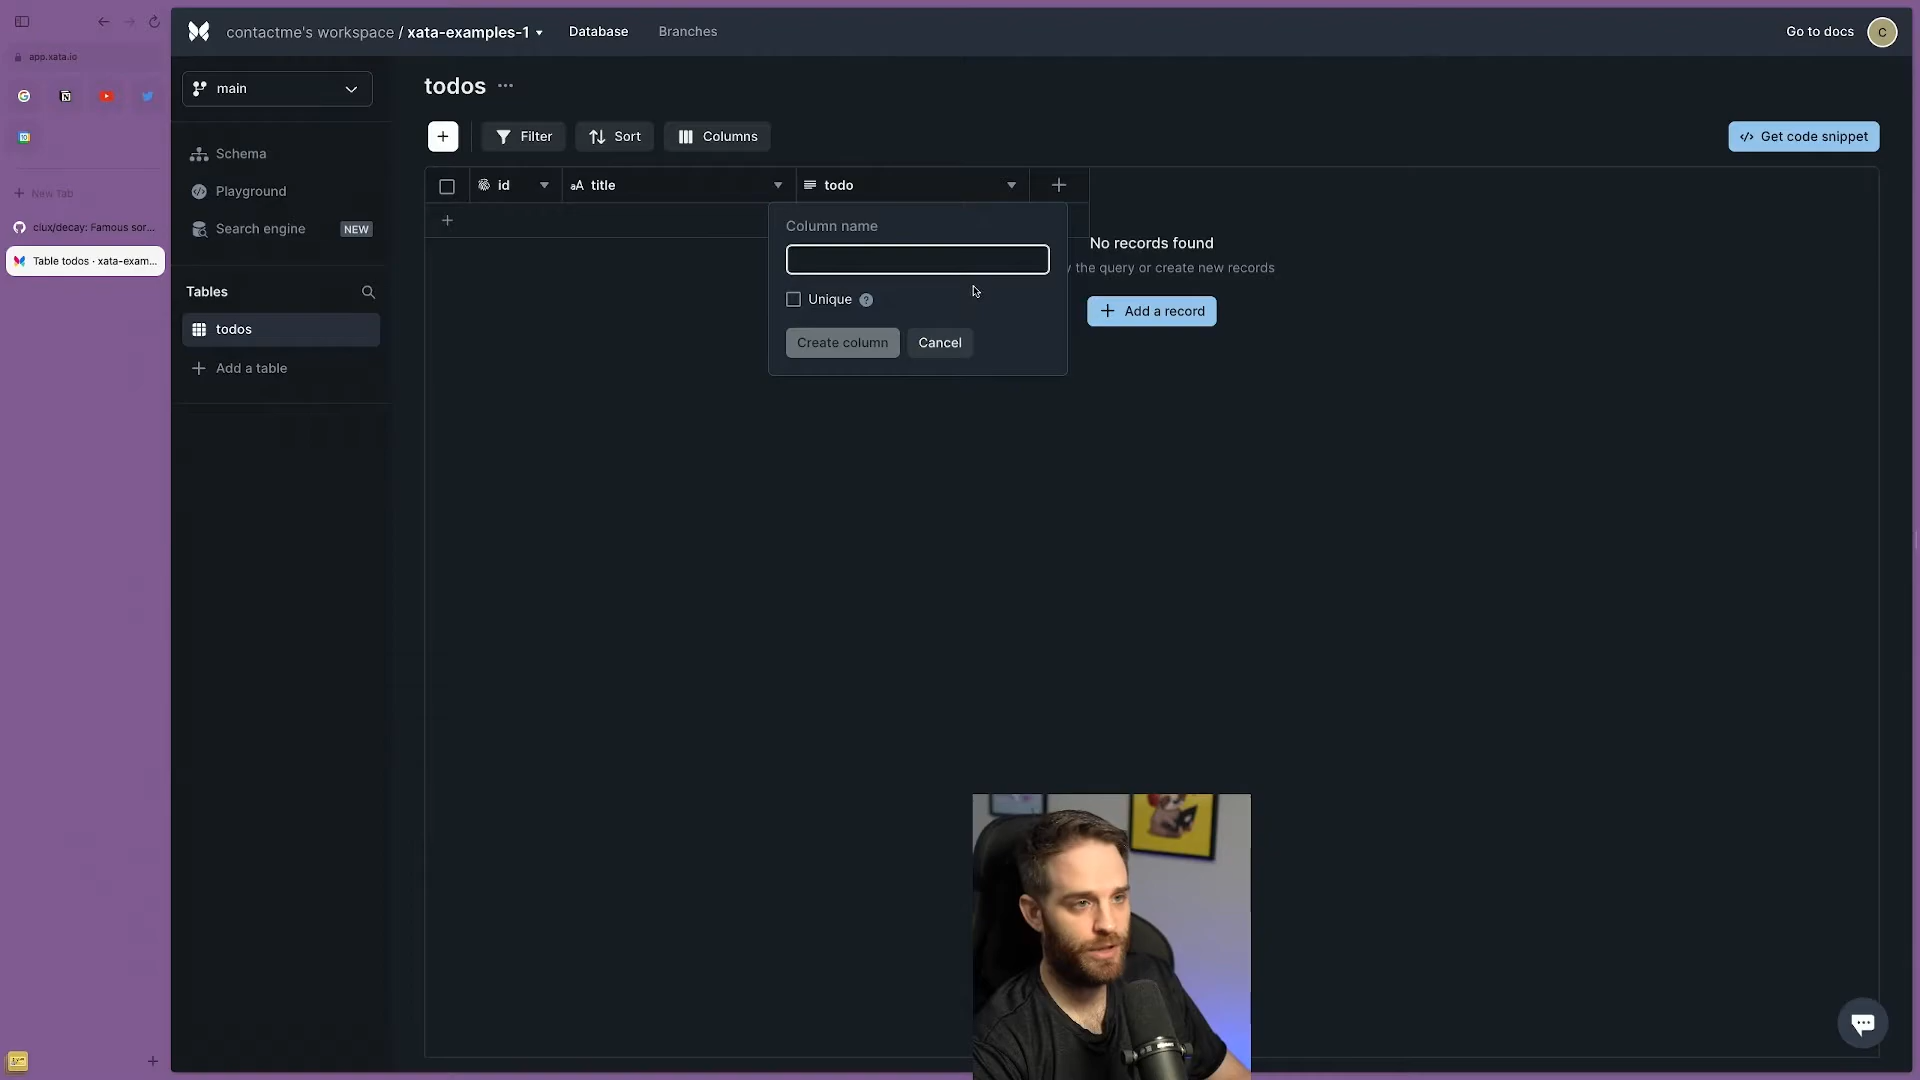 contactme's workspace / xata-examples-1
Database
Branches
Go to docs
C
app.xata.io
main
todos
Filter
Sort
Columns
Get code snippet
Schema
Playground
Search engine
NEW
New Tab
clux/decay: Famous sor...
Table todos · xata-exam...
id
aA title
todo
Column name
Unique
?
Create column
Cancel
No records found
the query or create new records
Add a record
Tables
todos
Add a table